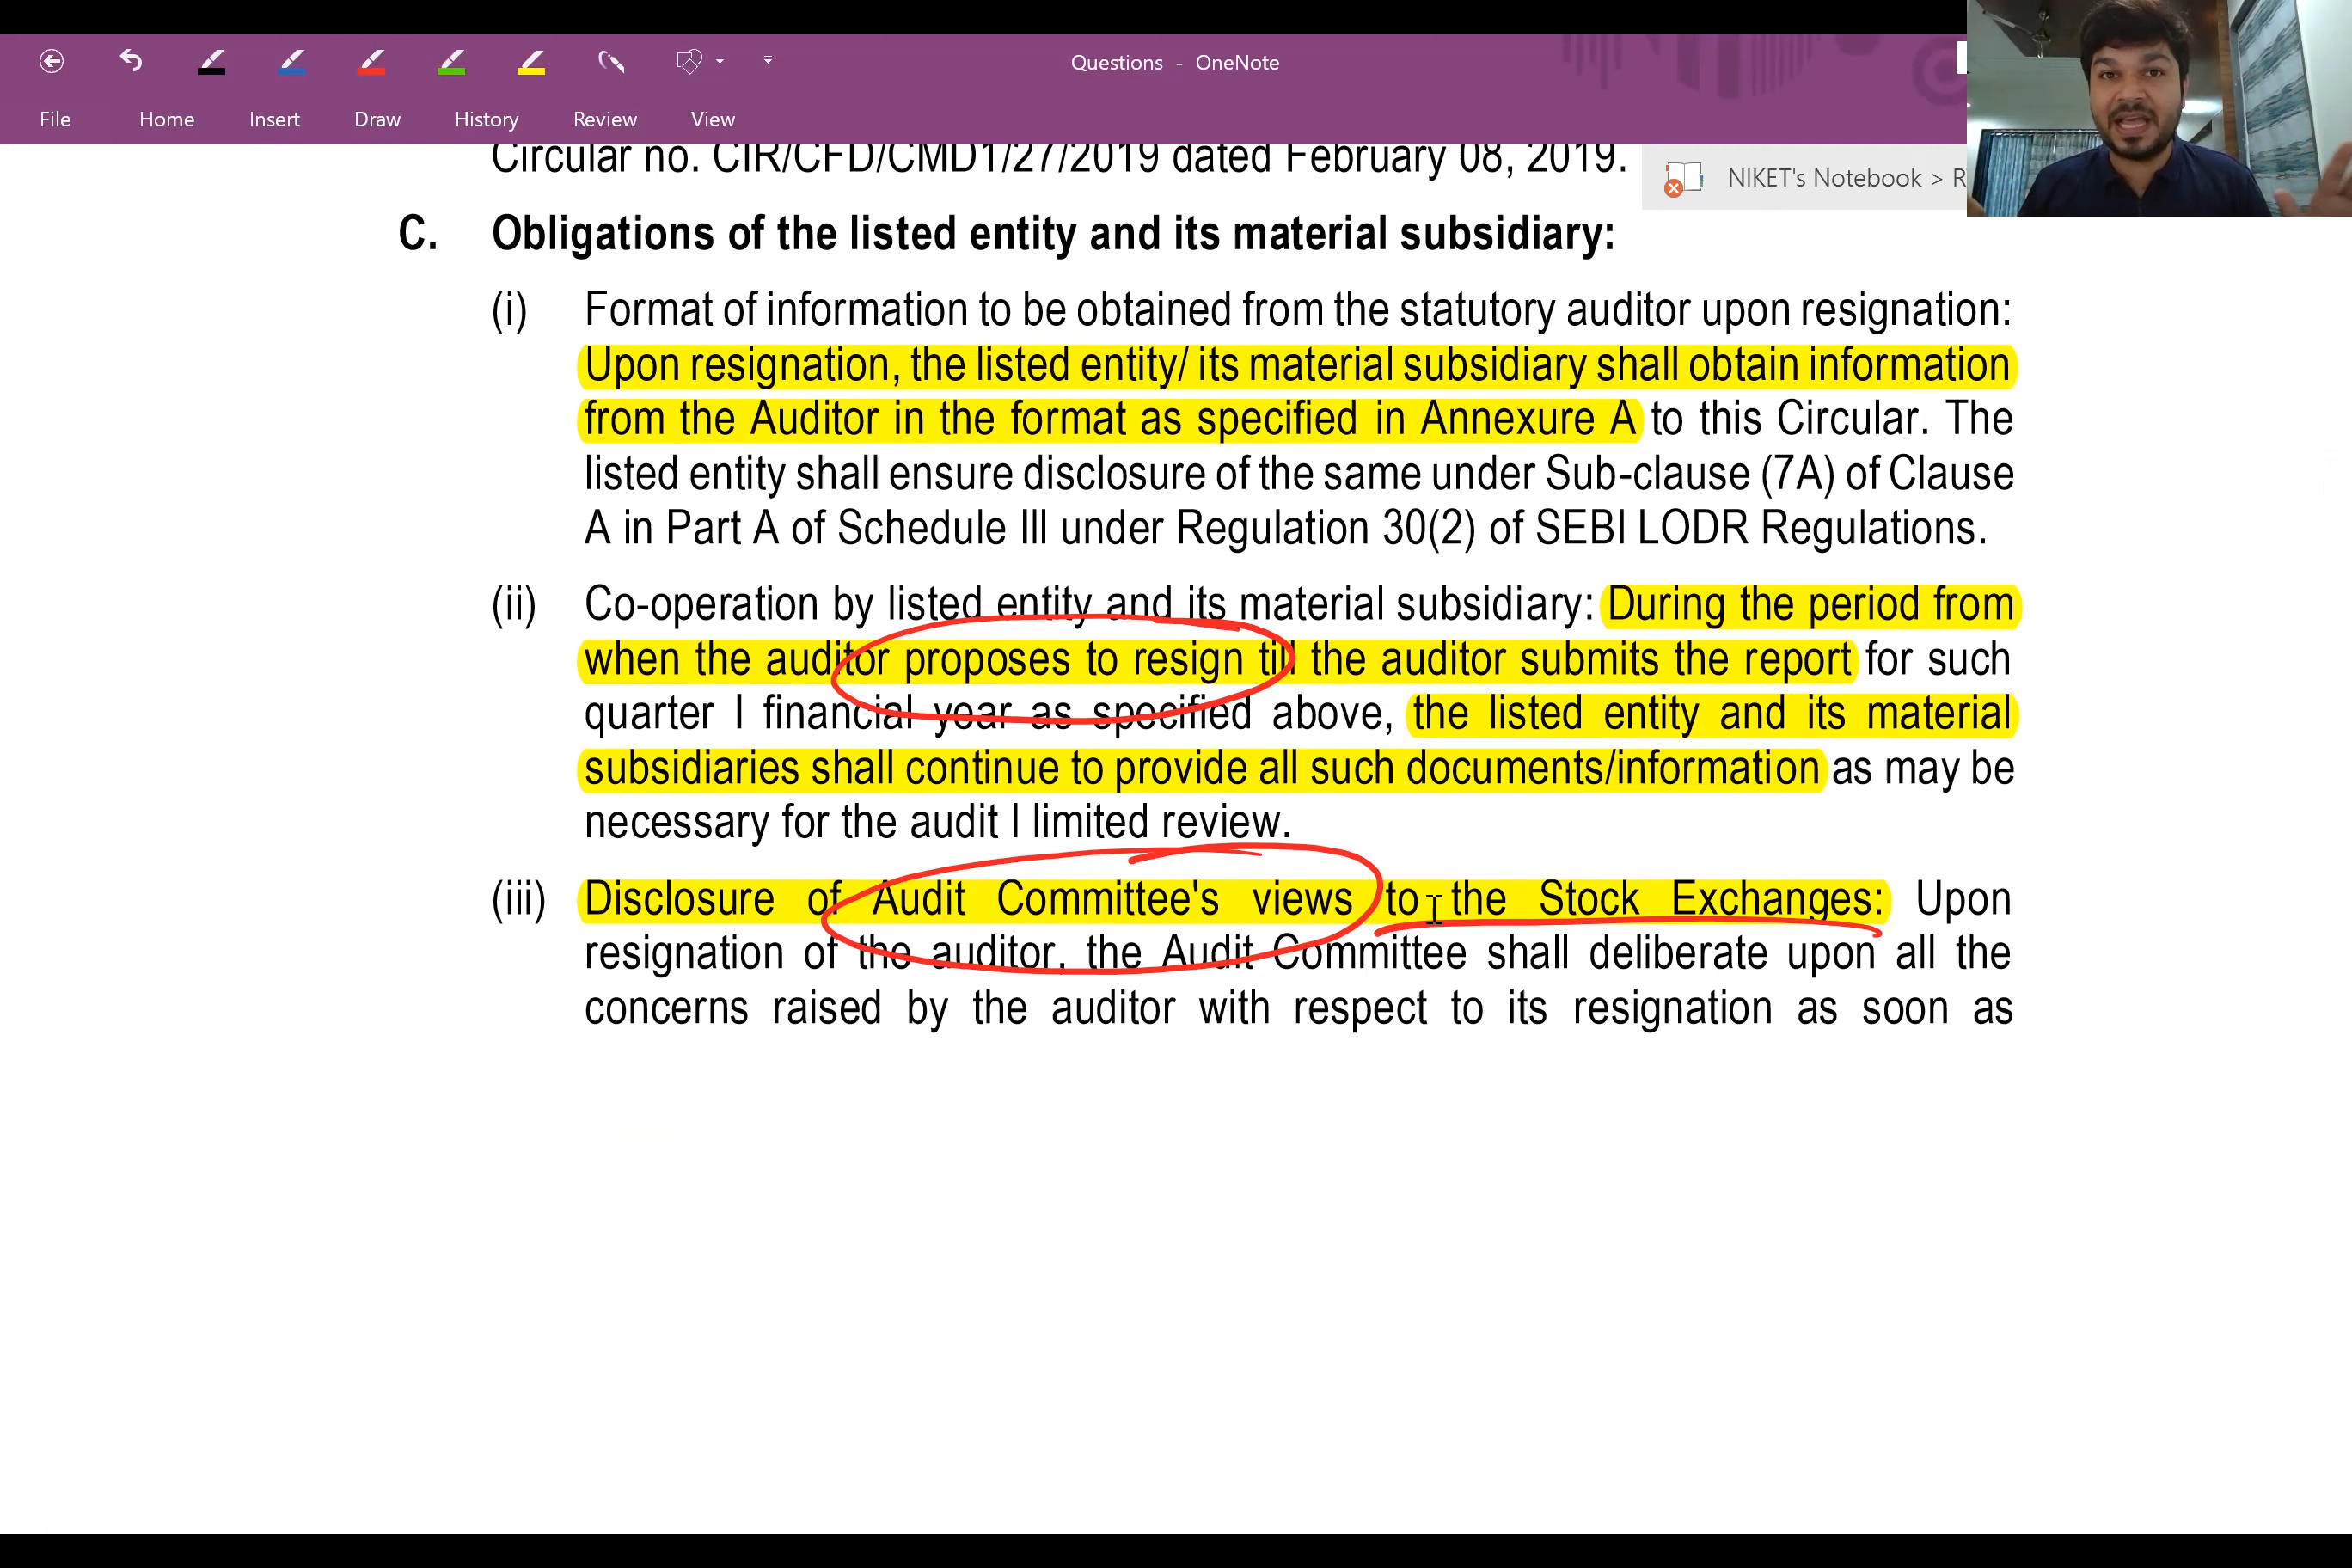 Questions - OneNote
File Home Insert Draw History Review View
NIKET's Notebook > R
Circular no. CIR/CFD/CMD1/27/2019 dated February 08, 2019.
C. Obligations of the listed entity and its material subsidiary:
(i) Format of information to be obtained from the statutory auditor upon resignation:
Upon resignation, the listed entity/ its material subsidiary shall obtain information
from the Auditor in the format as specified in Annexure A to this Circular. The
listed entity shall ensure disclosure of the same under Sub-clause (7A) of Clause
A in Part A of Schedule III under Regulation 30(2) of SEBI LODR Regulations.
(ii) Co-operation by listed entity and its material subsidiary: During the period from
when the auditor proposes to resign till the auditor submits the report for such
quarter I financial year as specified above, the listed entity and its material
subsidiaries shall continue to provide all such documents/information as may be
necessary for the audit I limited review.
(iii) Disclosure of Audit Committee's views to the Stock Exchanges: Upon
resignation of the auditor, the Audit Committee shall deliberate upon all the
concerns raised by the auditor with respect to its resignation as soon as